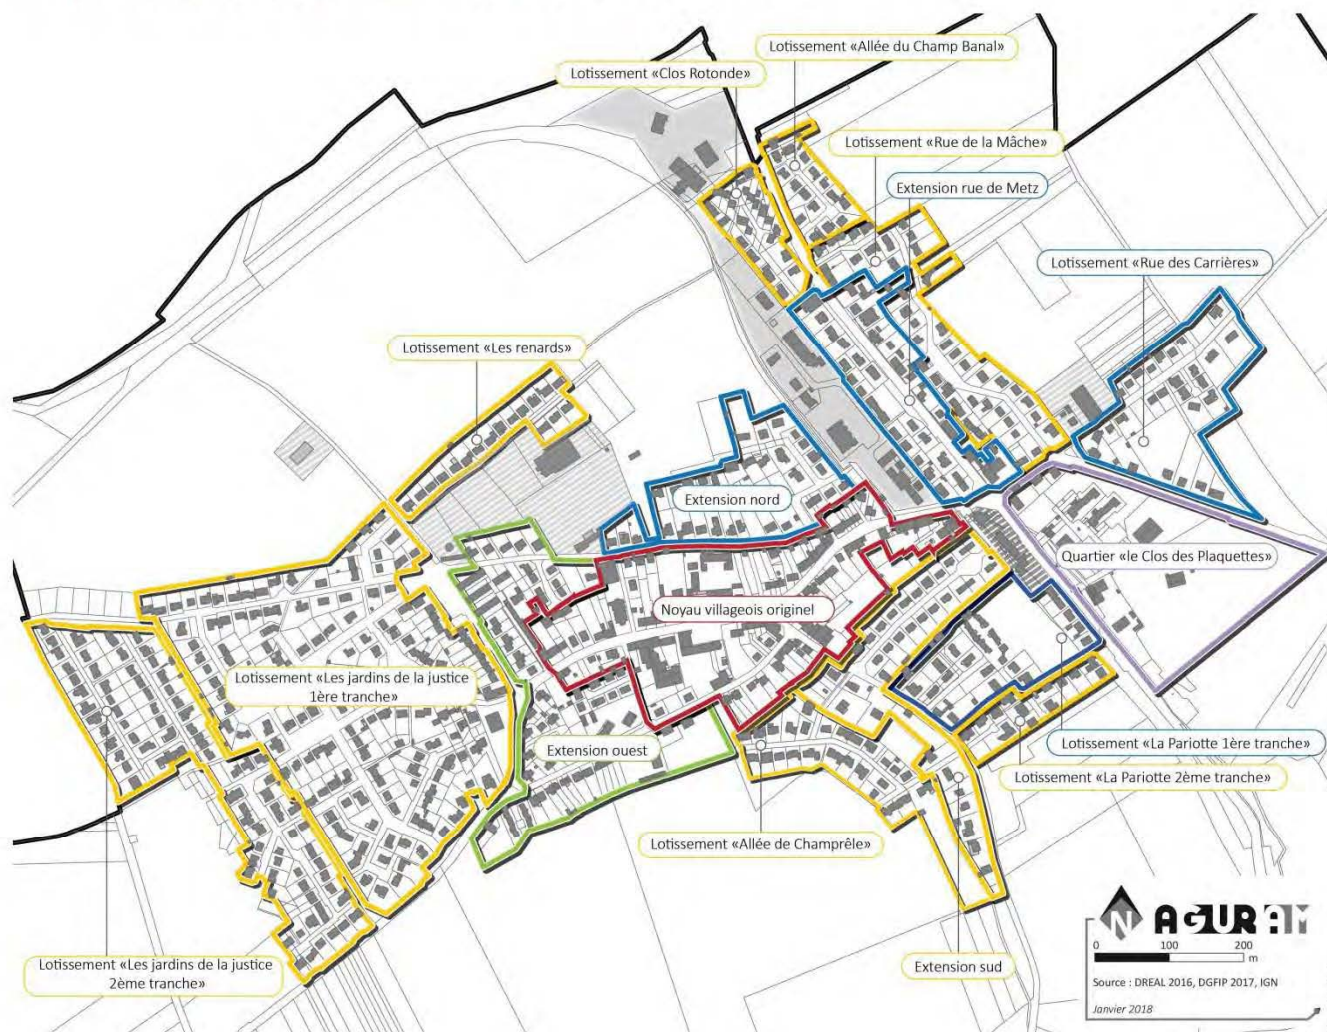 Lotissement «Allée du Champ Banal»
Lotissement «Clos Rotonde»
Lotissement «Rue de la Mâche»
Extension rue de Metz
Lotissement «Rue des Carrières»
Lotissement «Les renards»
Extension nord
Quartier «le Clos des Plaquettes»
Noyau villageois originel
Lotissement «Les jardins de la justice
1ère tranche»
Extension ouest
Lotissement «La Pariotte 1ère tranche»
Lotissement «La Pariotte 2ème tranche»
Lotissement «Allée de Champrêle»
Lotissement «Les jardins de la justice
2ème tranche»
Extension sud
N AGURAM
0 100 200
m
Source : DREAL 2016, DGFIP 2017, IGN
Janvier 2018